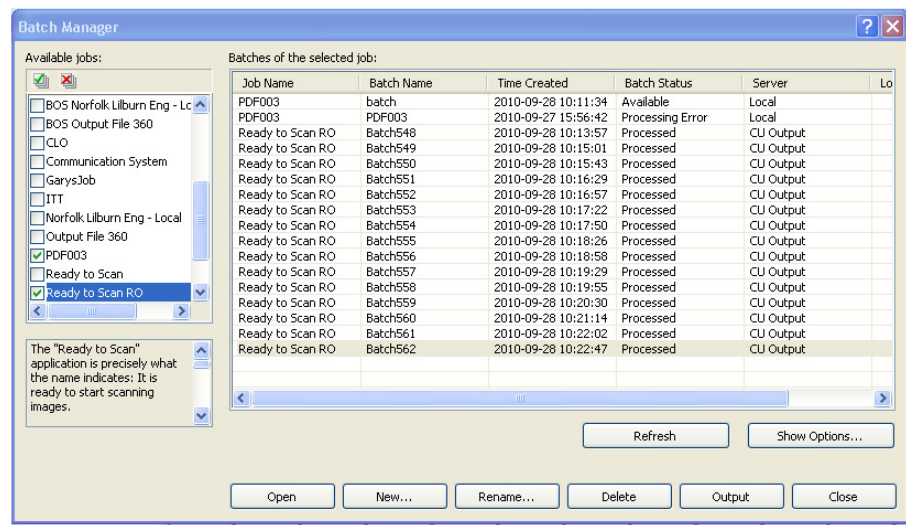 Batch Manager
Available jobs:
BOS Norfolk Lilburn Eng - Lc
BOS Output File 360
CLO
Communication System
GarysJob
ITT
Norfolk Lilburn Eng - Local
Output File 360
PDF003
Ready to Scan
Ready to Scan RO
The "Ready to Scan"
application is precisely what
the name indicates: It is
ready to start scanning
images.
Batches of the selected job:
Job Name Batch Name Time Created Batch Status Server Lo
PDF003 batch 2010-09-28 10:11:34 Available Local
PDF003 PDF003 2010-09-27 15:56:42 Processing Error Local
Ready to Scan RO Batch548 2010-09-28 10:13:57 Processed CU Output
Ready to Scan RO Batch549 2010-09-28 10:15:01 Processed CU Output
Ready to Scan RO Batch550 2010-09-28 10:15:43 Processed CU Output
Ready to Scan RO Batch551 2010-09-28 10:16:29 Processed CU Output
Ready to Scan RO Batch552 2010-09-28 10:16:57 Processed CU Output
Ready to Scan RO Batch553 2010-09-28 10:17:22 Processed CU Output
Ready to Scan RO Batch554 2010-09-28 10:17:50 Processed CU Output
Ready to Scan RO Batch555 2010-09-28 10:18:26 Processed CU Output
Ready to Scan RO Batch556 2010-09-28 10:18:58 Processed CU Output
Ready to Scan RO Batch557 2010-09-28 10:19:29 Processed CU Output
Ready to Scan RO Batch558 2010-09-28 10:19:55 Processed CU Output
Ready to Scan RO Batch559 2010-09-28 10:20:30 Processed CU Output
Ready to Scan RO Batch560 2010-09-28 10:21:14 Processed CU Output
Ready to Scan RO Batch561 2010-09-28 10:22:02 Processed CU Output
Ready to Scan RO Batch562 2010-09-28 10:22:47 Processed CU Output
Refresh Show Options...
Open New... Rename... Delete Output Close